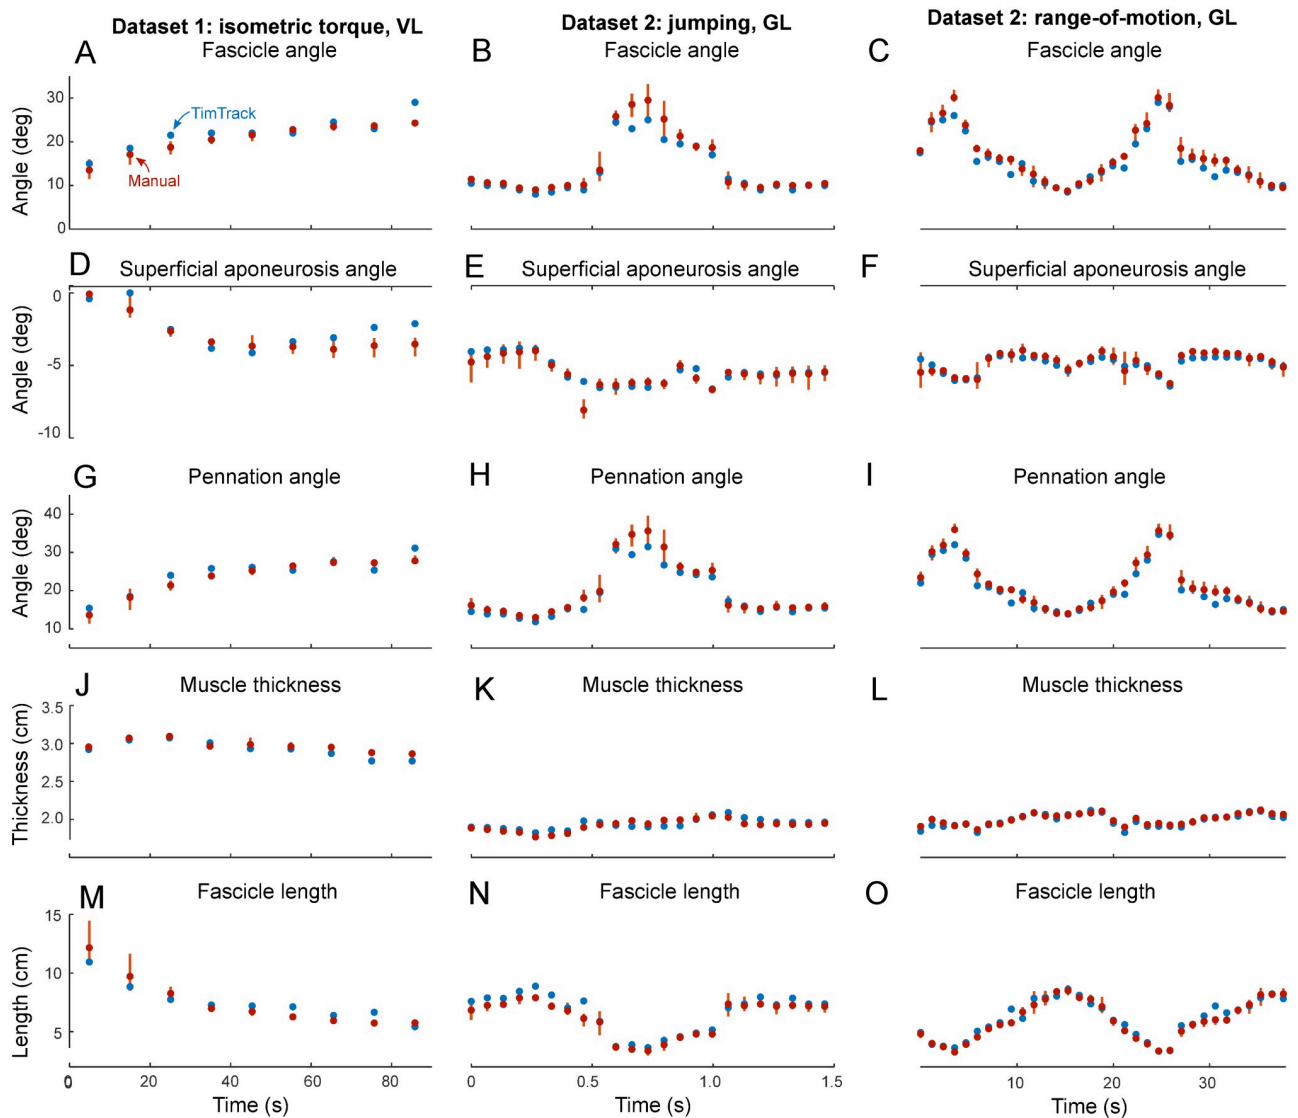 Dataset 1: isometric torque, VL
Dataset 2: jumping, GL
Dataset 2: range-of-motion, GL
A
Fascicle angle
B
Fascicle angle
C
Fascicle angle
Angle (deg)
30
20
10
0
TimTrack
Manual
D
Superficial aponeurosis angle
E
Superficial aponeurosis angle
F
Superficial aponeurosis angle
Angle (deg)
0
-5
-10
G
Pennation angle
H
Pennation angle
I
Pennation angle
Angle (deg)
40
30
20
10
J
Muscle thickness
K
Muscle thickness
L
Muscle thickness
Thickness (cm)
3.5
3.0
2.5
2.0
M
Fascicle length
N
Fascicle length
O
Fascicle length
Length (cm)
15
10
5
0 20 40 60 80
0 0.5 1.0 1.5
10 20 30
Time (s)
Time (s)
Time (s)